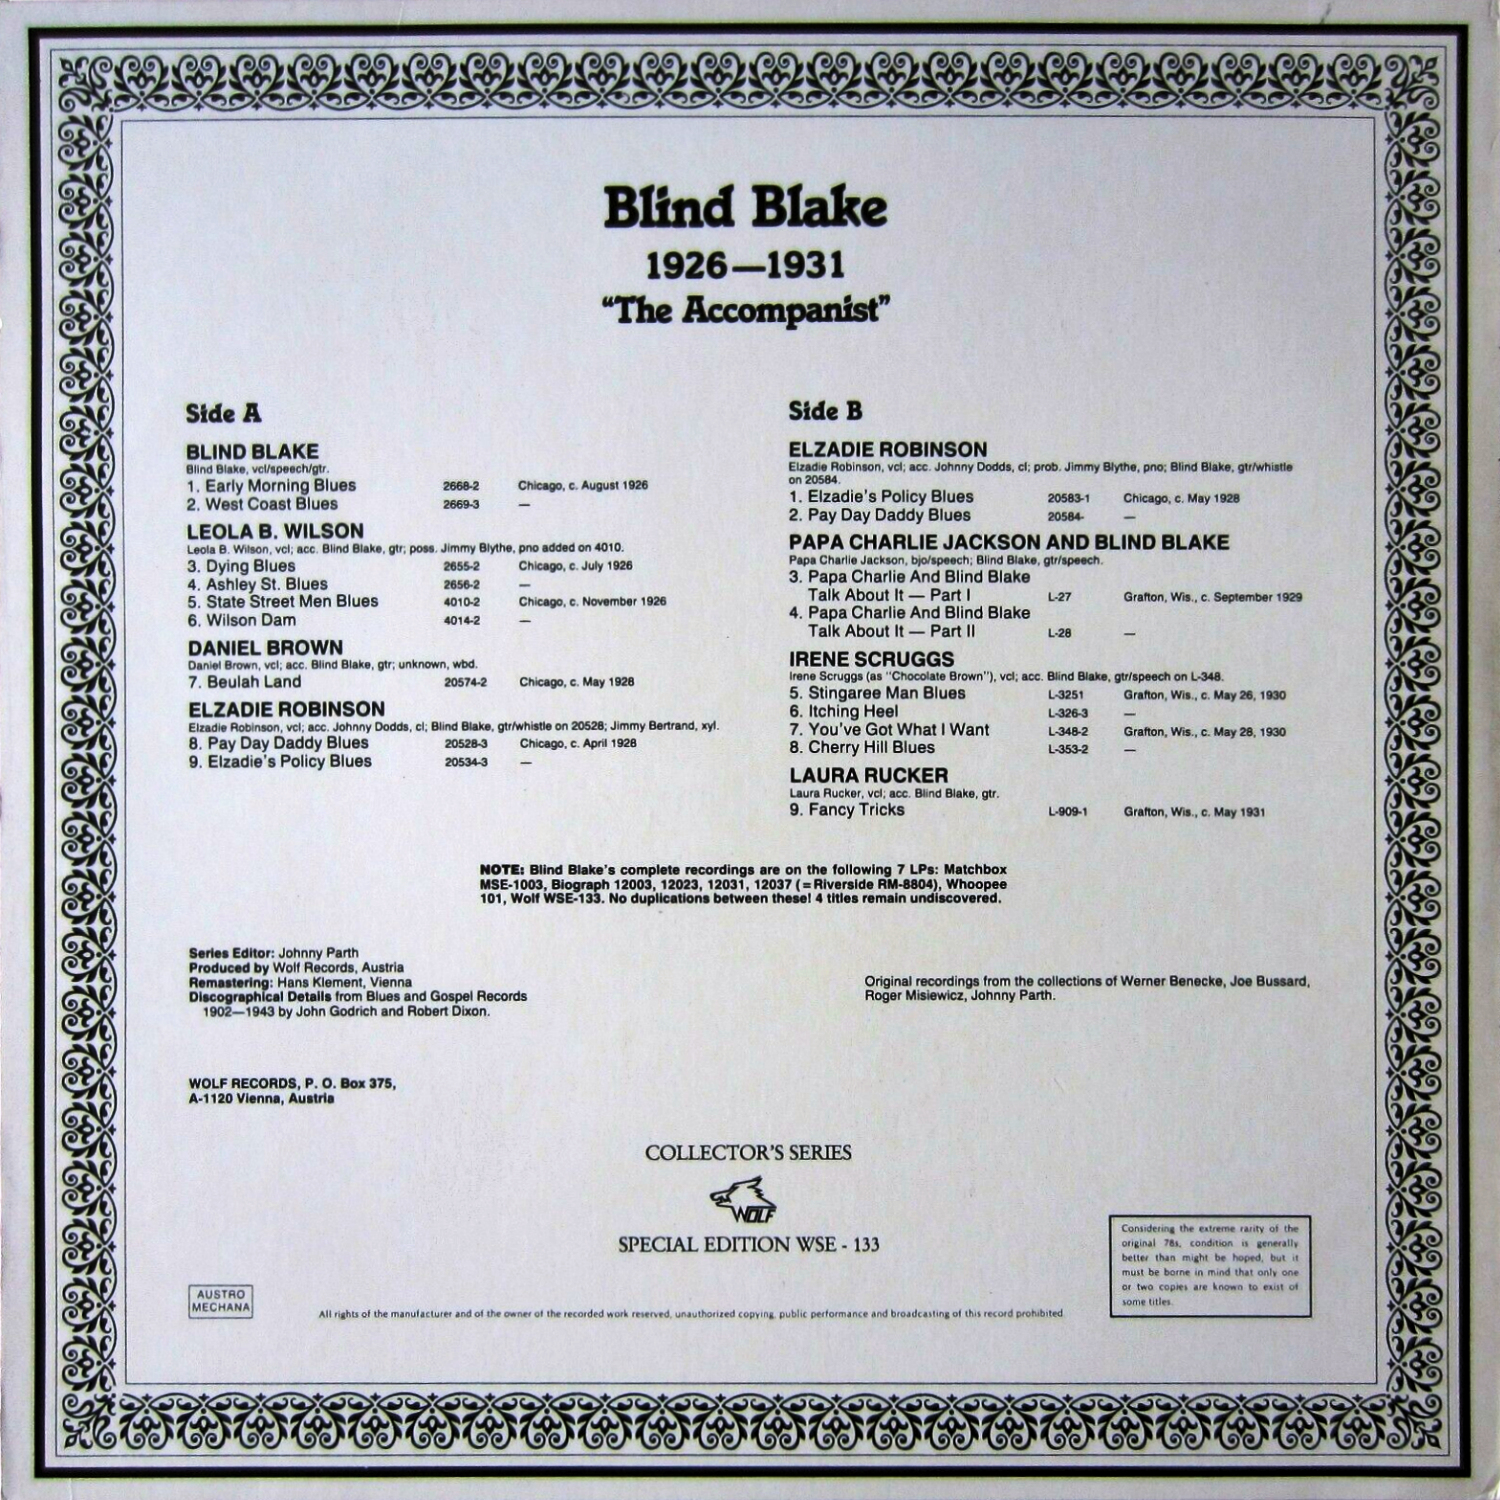 Blind Blake
1926—1931
"The Accompanist"
Side A
BLIND BLAKE
Blind Blake, vcl/speech/gtr.
1. Early Morning Blues 2668-2 Chicago, c. August 1926
2. West Coast Blues 2669-3 —
LEOLA B. WILSON
Leola B. Wilson, vcl; acc. Blind Blake, gtr; poss. Jimmy Blythe, pno added on 4010.
3. Dying Blues 2655-2 Chicago, c. July 1926
4. Ashley St. Blues 2656-2 —
5. State Street Men Blues 4010-2 Chicago, c. November 1926
6. Wilson Dam 4014-2 —
DANIEL BROWN
Daniel Brown, vcl; acc. Blind Blake, gtr; unknown, wbd.
7. Beulah Land 20574-2 Chicago, c. May 1928
ELZADIE ROBINSON
Elzadie Robinson, vcl; acc. Johnny Dodds, cl; Blind Blake, gtr/whistle on 20528; Jimmy Bertrand, xyl.
8. Pay Day Daddy Blues 20528-3 Chicago, c. April 1928
9. Elzadie's Policy Blues 20534-3 —
Side B
ELZADIE ROBINSON
Elzadie Robinson, vcl; acc. Johnny Dodds, cl; prob. Jimmy Blythe, pno; Blind Blake, gtr/whistle
on 20584.
1. Elzadie's Policy Blues 20583-1 Chicago, c. May 1928
2. Pay Day Daddy Blues 20584- —
PAPA CHARLIE JACKSON AND BLIND BLAKE
Papa Charlie Jackson, bjo/speech; Blind Blake, gtr/speech.
3. Papa Charlie And Blind Blake
Talk About It — Part I L-27 Grafton, Wis., c. September 1929
4. Papa Charlie And Blind Blake
Talk About It — Part II L-28 —
IRENE SCRUGGS
Irene Scruggs (as "Chocolate Brown"), vcl; acc. Blind Blake, gtr/speech on L-348.
5. Stingaree Man Blues L-3251 Grafton, Wis., c. May 26, 1930
6. Itching Heel L-326-3 —
7. You've Got What I Want L-348-2 Grafton, Wis., c. May 28, 1930
8. Cherry Hill Blues L-353-2 —
LAURA RUCKER
Laura Rucker, vcl; acc. Blind Blake, gtr.
9. Fancy Tricks L-909-1 Grafton, Wis., c. May 1931
NOTE: Blind Blake's complete recordings are on the following 7 LPs: Matchbox
MSE-1003, Biograph 12003, 12023, 12031, 12037 (=Riverside RM-8804), Whoopee
101, Wolf WSE-133. No duplications between these! 4 titles remain undiscovered.
Series Editor: Johnny Parth
Produced by Wolf Records, Austria
Remastering: Hans Klement, Vienna
Discographical Details from Blues and Gospel Records
1902—1943 by John Godrich and Robert Dixon.
Original recordings from the collections of Werner Benecke, Joe Bussard,
Roger Misiewicz, Johnny Parth.
WOLF RECORDS, P. O. Box 375,
A-1120 Vienna, Austria
COLLECTOR'S SERIES
WOLF
SPECIAL EDITION WSE - 133
Considering the extreme rarity of the
original 78s, condition is generally
better than might be hoped, but it
must be borne in mind that only one
or two copies are known to exist of
some titles.
AUSTRO
MECHANA
All rights of the manufacturer and of the owner of the recorded work reserved, unauthorized copying, public performance and broadcasting of this record prohibited.